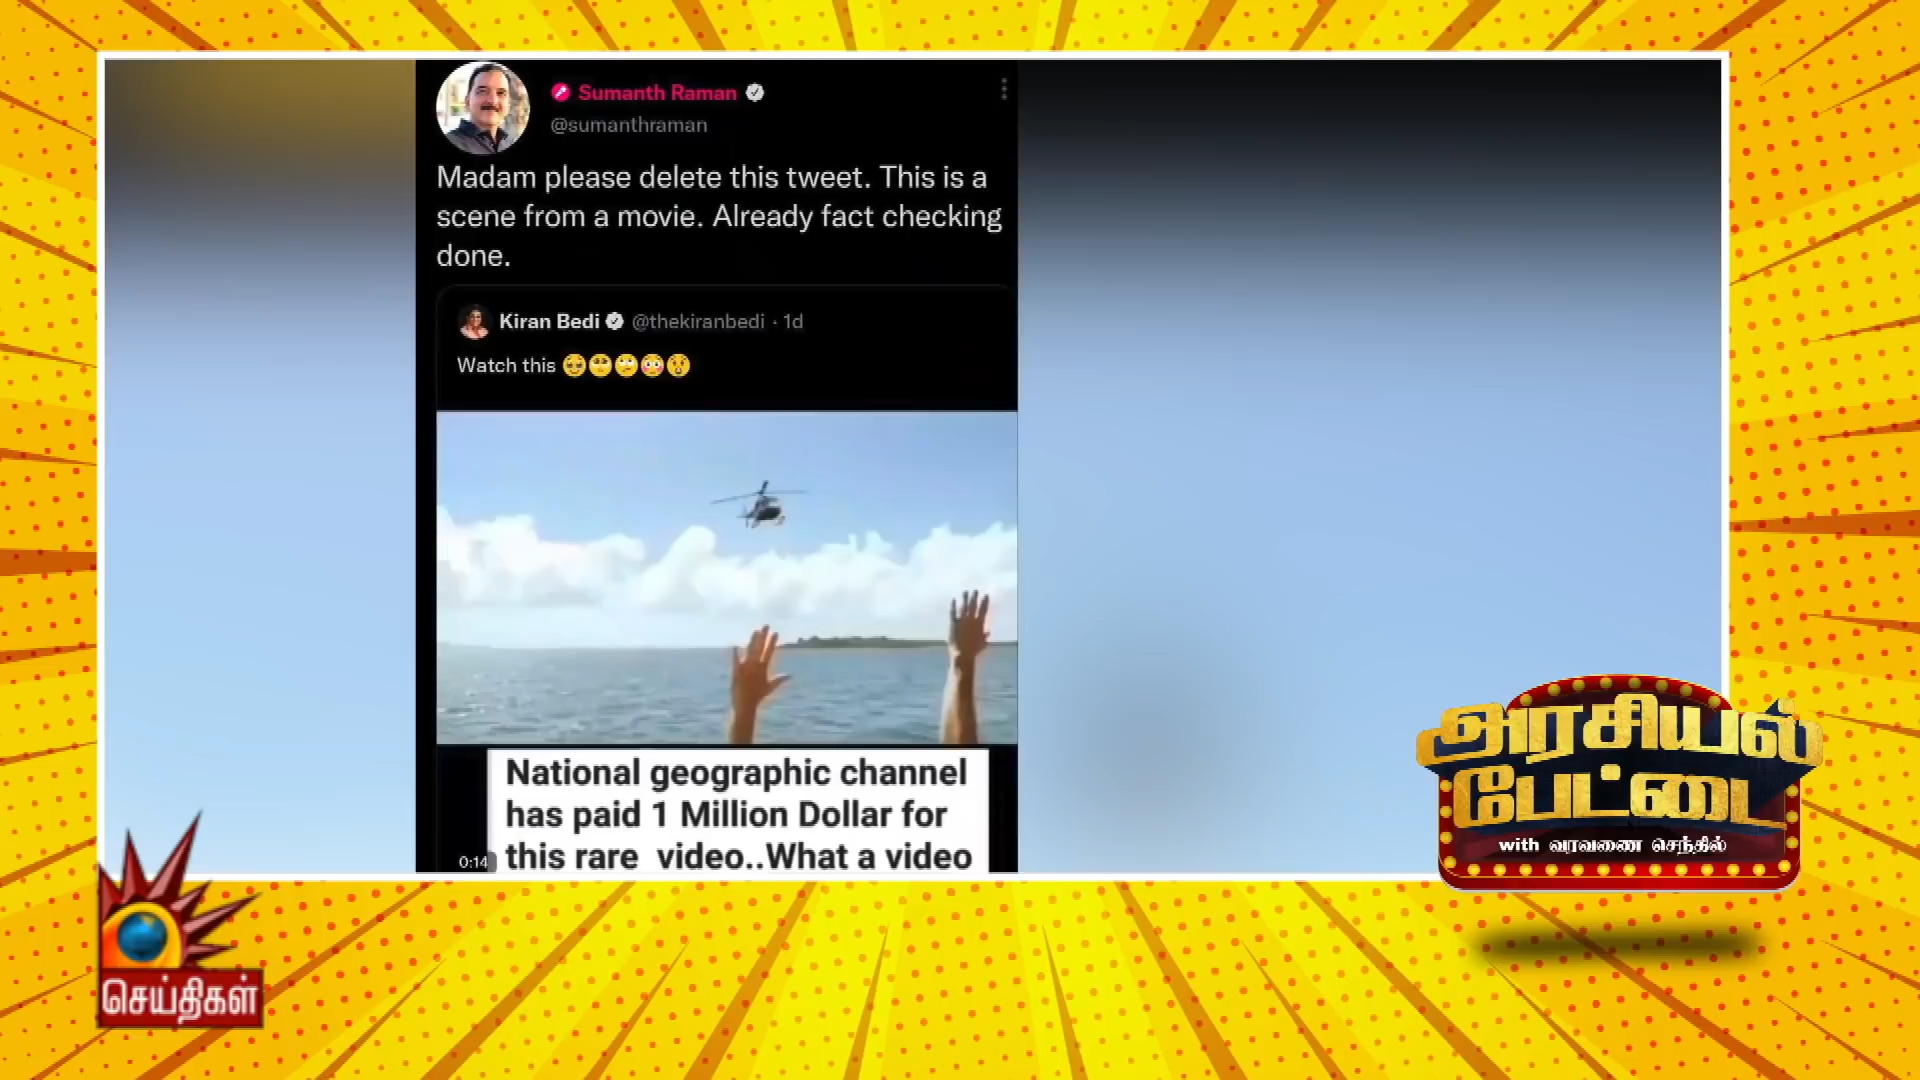 Sumanth Raman
@sumanthraman
Madam please delete this tweet. This is a
scene from a movie. Already fact checking
done.
Kiran Bedi @thekiranbedi · 1d
Watch this 🥹🥺🙄😳😲
National geographic channel
has paid 1 Million Dollar for
0:14 this rare video..What a video
அரசியல்
பேட்டை
with வரவணை செந்தில்
செய்திகள்